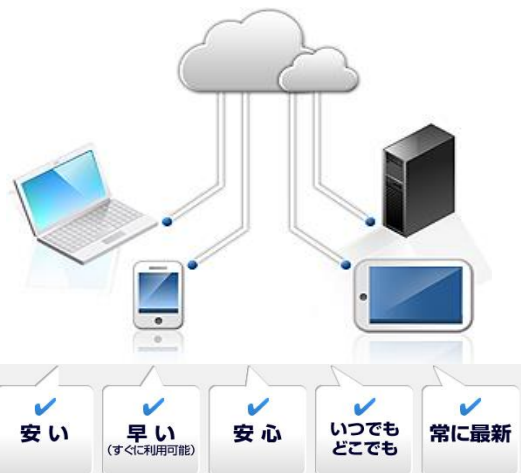 安い
早い
(すぐに利用可能)
安心
いつでも
どこでも
常に最新